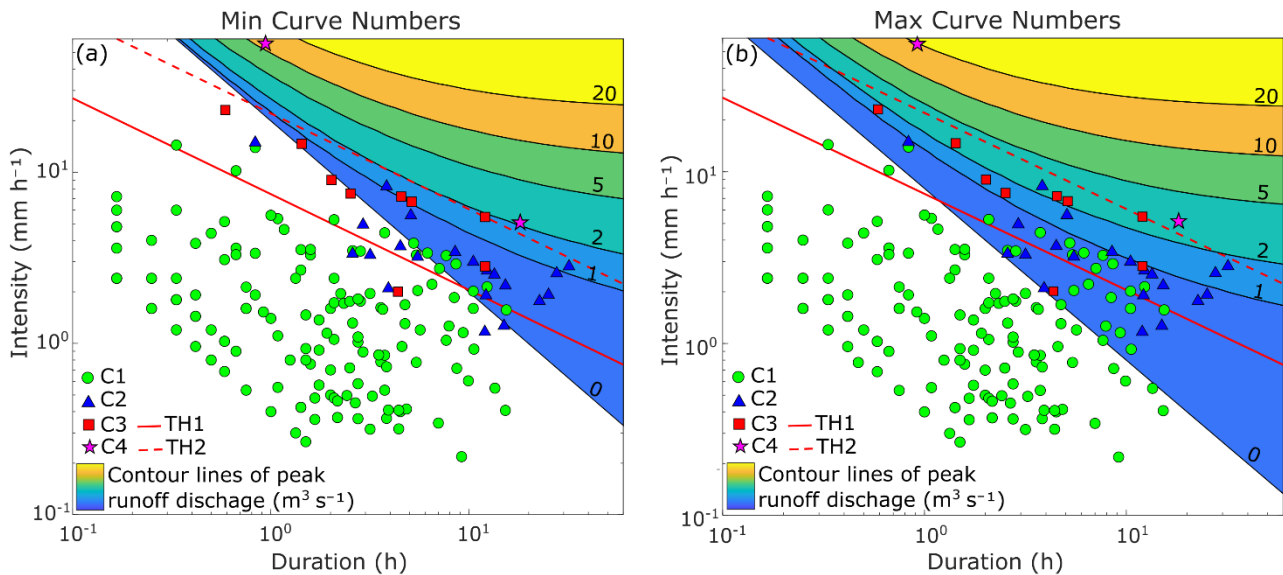 Min Curve Numbers
(a)
20
10
5
2
1
0
Intensity (mm h⁻¹)
10¹
10⁰
10⁻¹
C1
C2
C3
C4
TH1
TH2
Contour lines of peak
runoff dischage (m³ s⁻¹)
10⁻¹
10⁰
10¹
Duration (h)
Max Curve Numbers
(b)
20
10
5
2
1
0
Intensity (mm h⁻¹)
10¹
10⁰
10⁻¹
C1
C2
C3
C4
TH1
TH2
Contour lines of peak
runoff dischage (m³ s⁻¹)
10⁻¹
10⁰
10¹
Duration (h)